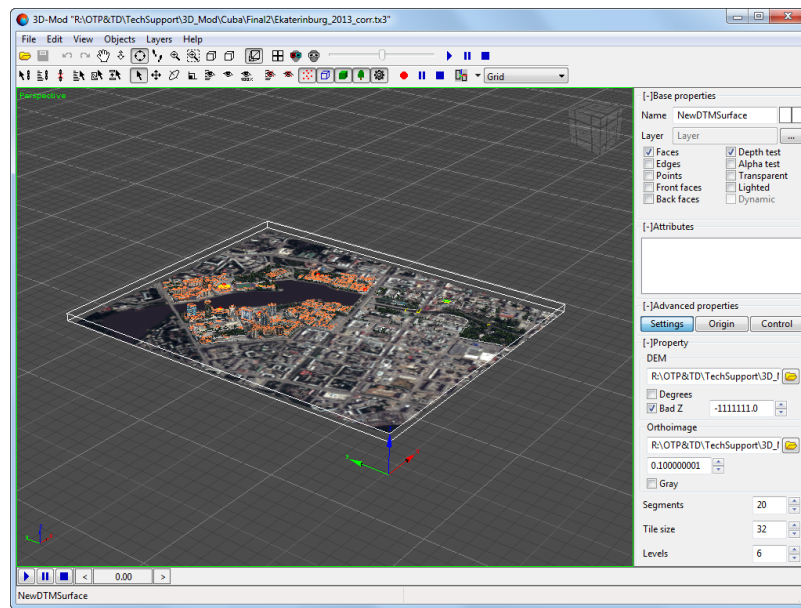 3D-Mod "R:\OTP&TD\TechSupport\3D_Mod\Cuba\Final2\Ekaterinburg_2013_corr.tx3"
File Edit View Objects Layers Help
Grid
Perspective
[-]Base properties
Name NewDTMSurface
Layer Layer ...
Faces Depth test
Edges Alpha test
Points Transparent
Front faces Lighted
Back faces Dynamic
[-]Attributes
[-]Advanced properties
Settings Origin Control
[-]Property
DEM
R:\OTP&TD\TechSupport\3D_
Degrees
Bad Z -1111111.0
Orthoimage
R:\OTP&TD\TechSupport\3D_
0.100000001
Gray
Segments 20
Tile size 32
Levels 6
< 0.00 >
NewDTMSurface